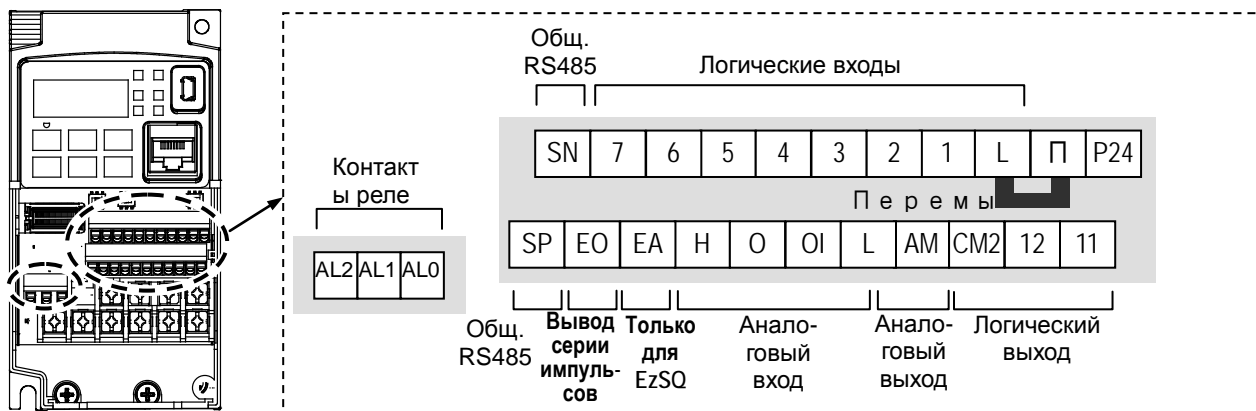 Общ.
RS485
Логические входы
SN 7 6 5 4 3 2 1 L П P24
Контакт
ы реле
Перемы
SP EO EA H O OI L AM CM2 12 11
AL2 AL1 AL0
Общ.
RS485
Вывод
серии
импуль-
сов
Только
для
EzSQ
Анало-
говый
вход
Анало-
говый
выход
Логический
выход